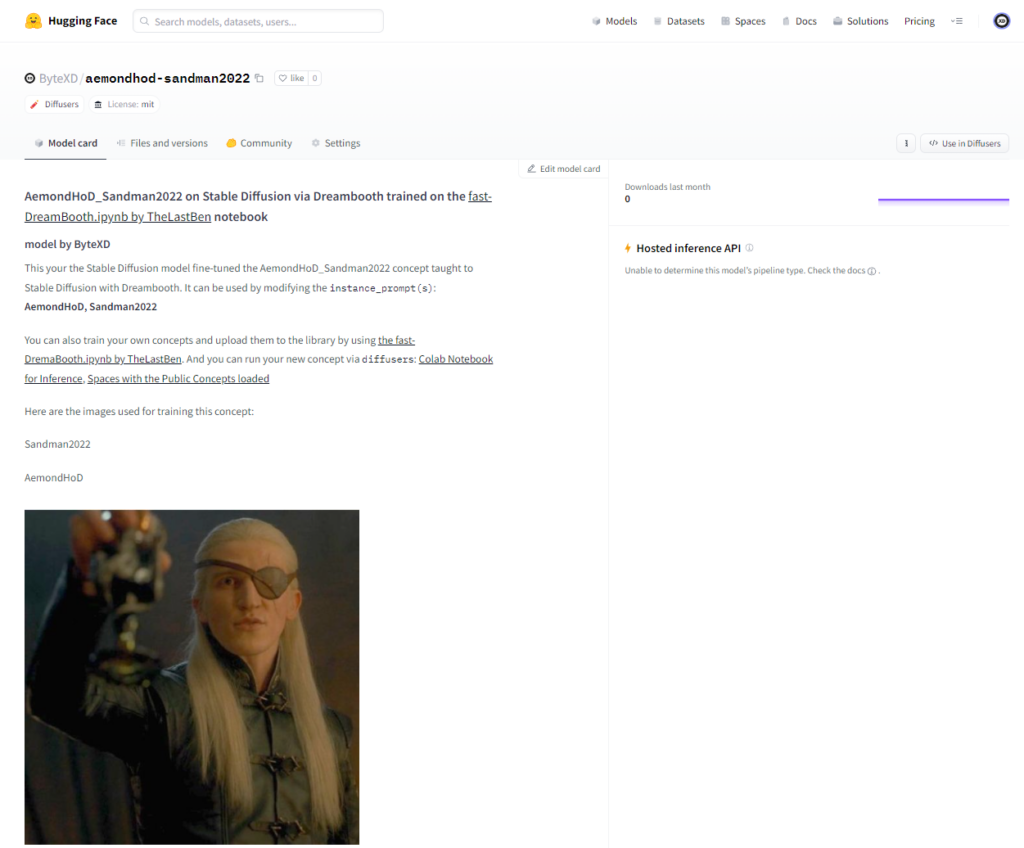 Hugging Face
Search models, datasets, users...
Models
Datasets
Spaces
Docs
Solutions
Pricing
ByteXD/aemondhod-sandman2022
like 0
Diffusers
License: mit
Model card
Files and versions
Community
Settings
Use in Diffusers
Edit model card
AemondHoD_Sandman2022 on Stable Diffusion via Dreambooth trained on the fast-
DreamBooth.ipynb by TheLastBen notebook
model by ByteXD
This your the Stable Diffusion model fine-tuned the AemondHoD_Sandman2022 concept taught to
Stable Diffusion with Dreambooth. It can be used by modifying the instance_prompt(s):
AemondHoD, Sandman2022
You can also train your own concepts and upload them to the library by using the fast-
DremaBooth.ipynb by TheLastBen. And you can run your new concept via diffusers: Colab Notebook
for Inference, Spaces with the Public Concepts loaded
Here are the images used for training this concept:
Sandman2022
AemondHoD
Downloads last month
0
Hosted inference API
Unable to determine this model's pipeline type. Check the docs .